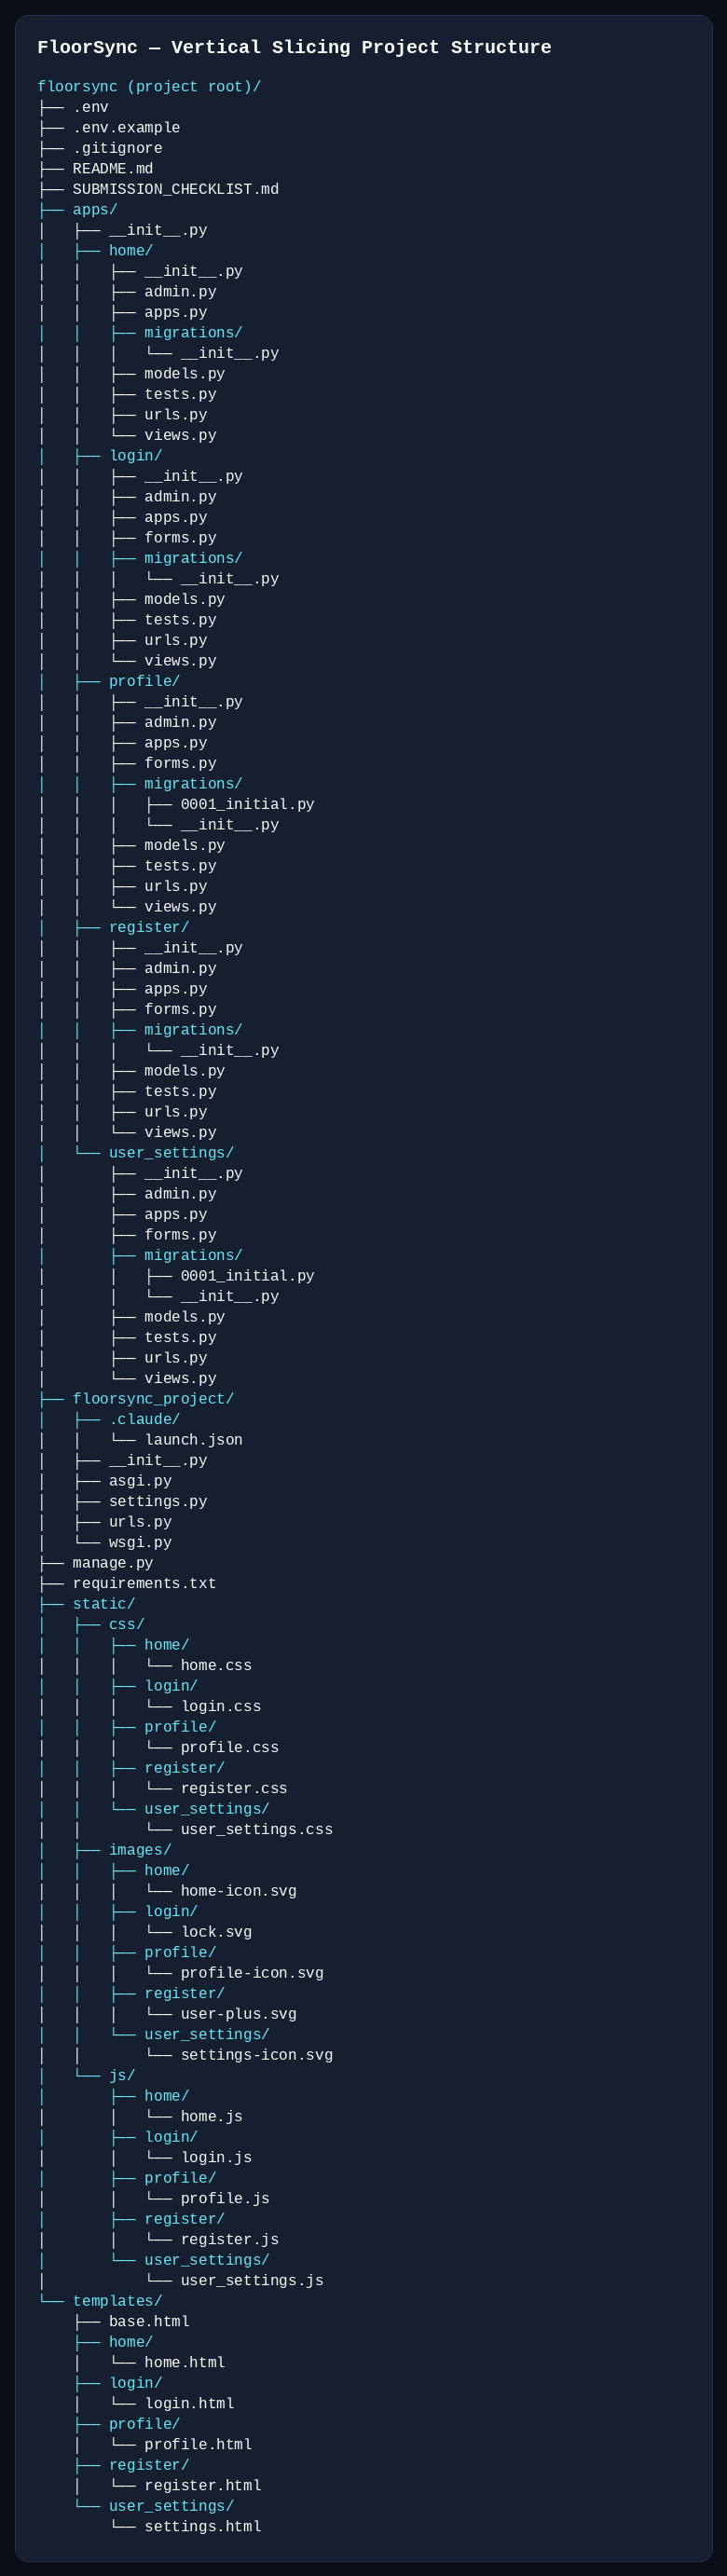 FloorSync — Vertical Slicing Project Structure
floorsync (project root)/
├── .env
├── .env.example
├── .gitignore
├── README.md
├── SUBMISSION_CHECKLIST.md
├── apps/
│   ├── __init__.py
│   ├── home/
│   │   ├── __init__.py
│   │   ├── admin.py
│   │   ├── apps.py
│   │   ├── migrations/
│   │   │   └── __init__.py
│   │   ├── models.py
│   │   ├── tests.py
│   │   ├── urls.py
│   │   └── views.py
│   ├── login/
│   │   ├── __init__.py
│   │   ├── admin.py
│   │   ├── apps.py
│   │   ├── forms.py
│   │   ├── migrations/
│   │   │   └── __init__.py
│   │   ├── models.py
│   │   ├── tests.py
│   │   ├── urls.py
│   │   └── views.py
│   ├── profile/
│   │   ├── __init__.py
│   │   ├── admin.py
│   │   ├── apps.py
│   │   ├── forms.py
│   │   ├── migrations/
│   │   │   ├── 0001_initial.py
│   │   │   └── __init__.py
│   │   ├── models.py
│   │   ├── tests.py
│   │   ├── urls.py
│   │   └── views.py
│   ├── register/
│   │   ├── __init__.py
│   │   ├── admin.py
│   │   ├── apps.py
│   │   ├── forms.py
│   │   ├── migrations/
│   │   │   └── __init__.py
│   │   ├── models.py
│   │   ├── tests.py
│   │   ├── urls.py
│   │   └── views.py
│   └── user_settings/
│       ├── __init__.py
│       ├── admin.py
│       ├── apps.py
│       ├── forms.py
│       ├── migrations/
│       │   ├── 0001_initial.py
│       │   └── __init__.py
│       ├── models.py
│       ├── tests.py
│       ├── urls.py
│       └── views.py
├── floorsync_project/
│   ├── .claude/
│   │   └── launch.json
│   ├── __init__.py
│   ├── asgi.py
│   ├── settings.py
│   ├── urls.py
│   └── wsgi.py
├── manage.py
├── requirements.txt
├── static/
│   ├── css/
│   │   ├── home/
│   │   │   └── home.css
│   │   ├── login/
│   │   │   └── login.css
│   │   ├── profile/
│   │   │   └── profile.css
│   │   ├── register/
│   │   │   └── register.css
│   │   └── user_settings/
│   │       └── user_settings.css
│   ├── images/
│   │   ├── home/
│   │   │   └── home-icon.svg
│   │   ├── login/
│   │   │   └── lock.svg
│   │   ├── profile/
│   │   │   └── profile-icon.svg
│   │   ├── register/
│   │   │   └── user-plus.svg
│   │   └── user_settings/
│   │       └── settings-icon.svg
│   └── js/
│       ├── home/
│       │   └── home.js
│       ├── login/
│       │   └── login.js
│       ├── profile/
│       │   └── profile.js
│       ├── register/
│       │   └── register.js
│       └── user_settings/
│           └── user_settings.js
└── templates/
    ├── base.html
    ├── home/
    │   └── home.html
    ├── login/
    │   └── login.html
    ├── profile/
    │   └── profile.html
    ├── register/
    │   └── register.html
    └── user_settings/
        └── settings.html